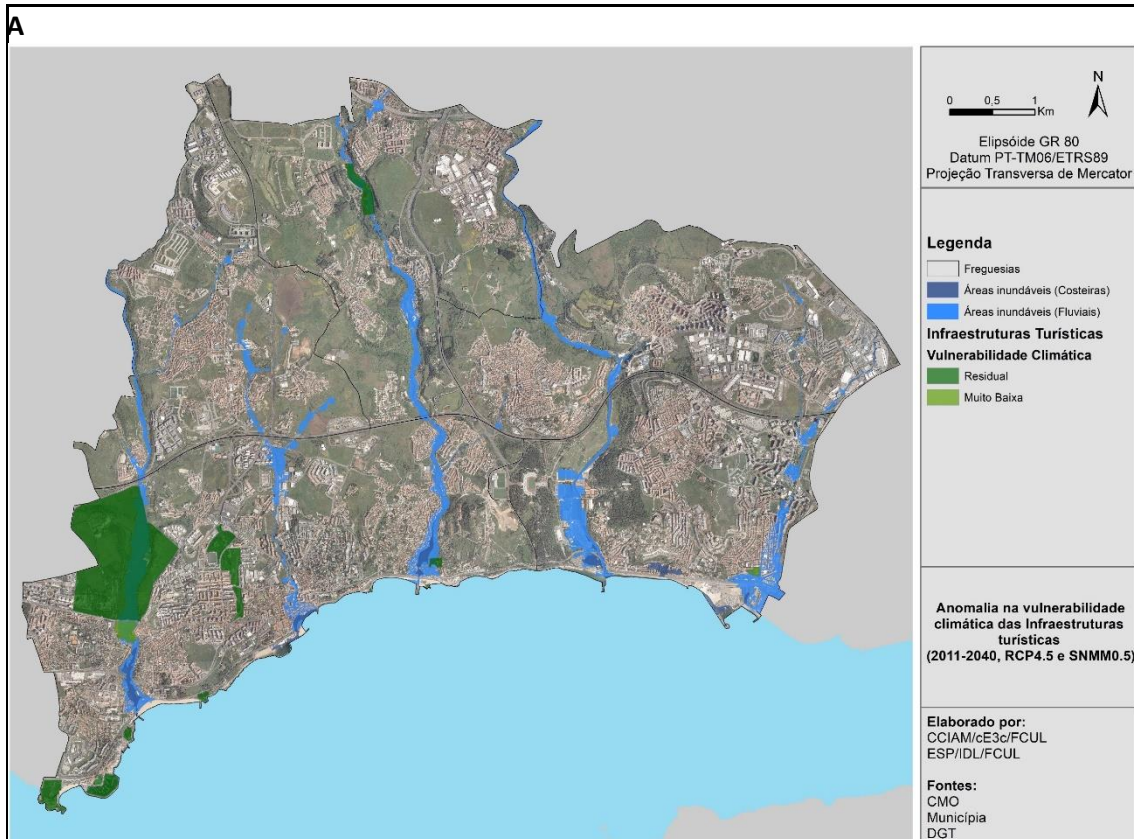 A
N
0 0,5 1
Km
Elipsóide GR 80
Datum PT-TM06/ETRS89
Projeção Transversa de Mercator
Legenda
Freguesias
Áreas inundáveis (Costeiras)
Áreas inundáveis (Fluviais)
Infraestruturas Turísticas
Vulnerabilidade Climática
Residual
Muito Baixa
Anomalia na vulnerabilidade
climática das Infraestruturas
turísticas
(2011-2040, RCP4.5 e SNMM0.5)
Elaborado por:
CCIAM/cE3c/FCUL
ESP/IDL/FCUL
Fontes:
CMO
Municípia
DGT